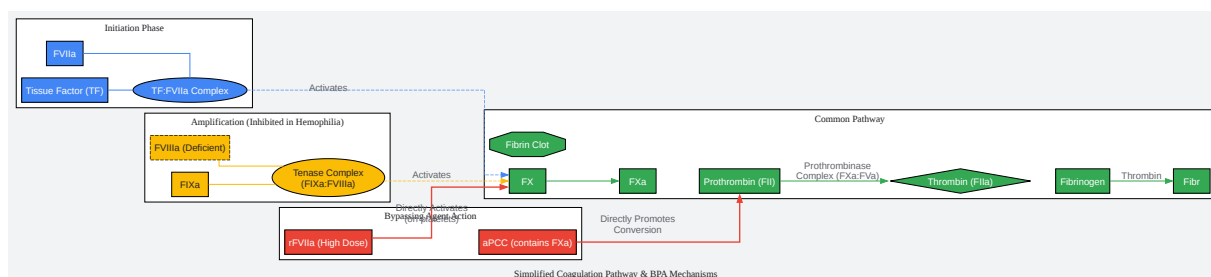 Initiation Phase
FVIIa
Tissue Factor (TF)
TF:FVIIa Complex
Activates
Amplification (Inhibited in Hemophilia)
FVIIIa (Deficient)
FIXa
Tenase Complex
(FIXa:FVIIIa)
Activates
Common Pathway
Fibrin Clot
FX
FXa
Prothrombin (FII)
Prothrombinase
Complex (FXa:FVa)
Thrombin (FIIa)
Fibrinogen
Thrombin
Fibr
Bypassing Agent Action
Directly Activates
(on platelets)
rFVIIa (High Dose)
aPCC (contains FXa)
Directly Promotes
Conversion
Simplified Coagulation Pathway & BPA Mechanisms